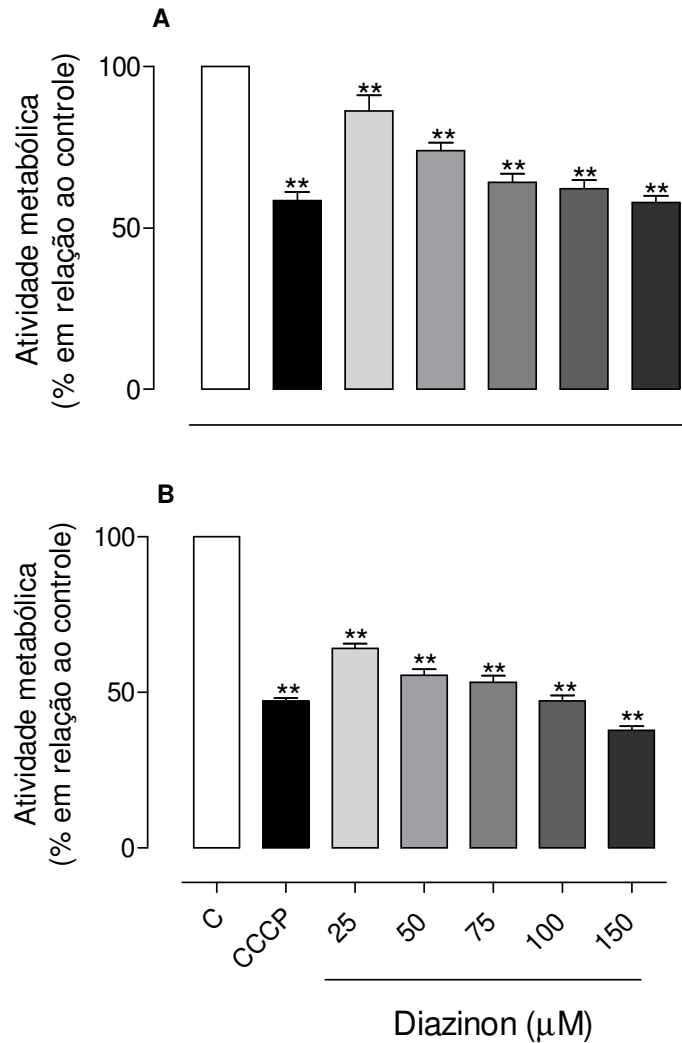 A
Atividade metabólica
(% em relação ao controle)
100
50
0
**
**
**
**
**
**
B
Atividade metabólica
(% em relação ao controle)
100
50
0
**
**
**
**
**
**
C
CCCP
25
50
75
100
150
Diazinon (μM)